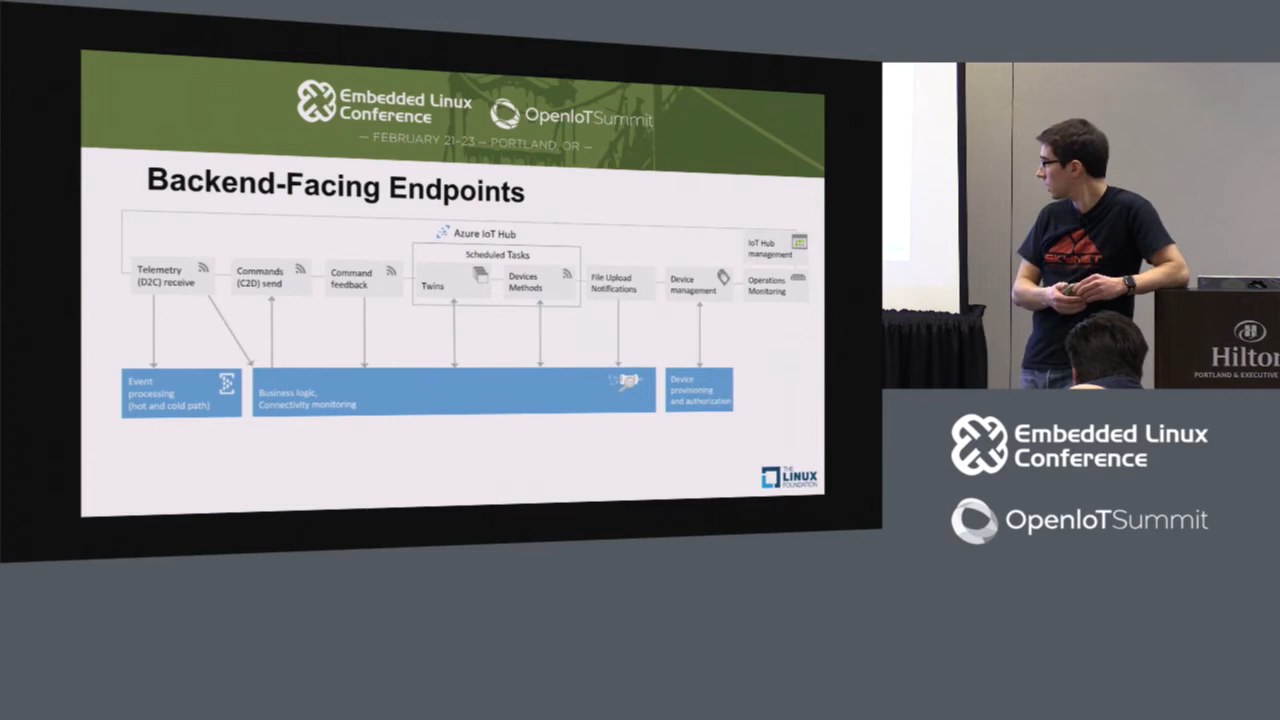 Embedded Linux
Conference
OpenIoTSummit
— FEBRUARY 21-23 — PORTLAND, OR —
Backend-Facing Endpoints
Azure IoT Hub
Scheduled Tasks
IoT Hub
management
Telemetry
(D2C) receive
Commands
(C2D) send
Command
feedback
Twins
Devices
Methods
File Upload
Notifications
Device
management
Operations
Monitoring
Event
processing
(hot and cold path)
Business logic,
Connectivity monitoring
Device
provisioning
and authorization
THE
LINUX
FOUNDATION
SKYNET
Hilton
PORTLAND & EXECUTIVE
Embedded Linux
Conference
OpenIoTSummit